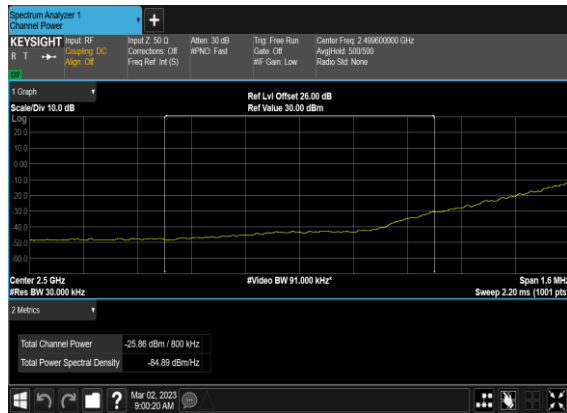 Spectrum Analyzer 1
Channel Power
+
KEYSIGHT
R T
LW
Input: RF
Coupling: DC
Align: Off
Input Z: 50 Ω
Corrections: Off
Freq Ref: Int (S)
Atten: 30 dB
#PNO: Fast
Trig: Free Run
Gate: Off
#IF Gain: Low
Center Freq: 2.499600000 GHz
Avg|Hold: 500/500
Radio Std: None
1 Graph
Scale/Div 10.0 dB
Ref Lvl Offset 26.00 dB
Ref Value 30.00 dBm
Log
20.0
10.0
0.00
-10.0
-20.0
-30.0
-40.0
-50.0
-60.0
Center 2.5 GHz
#Res BW 30.000 kHz
#Video BW 91.000 kHz*
Span 1.6 MHz
Sweep 2.20 ms (1001 pts
2 Metrics
Total Channel Power -25.86 dBm / 800 kHz
Total Power Spectral Density -84.89 dBm/Hz
?
Mar 02, 2023
9:00:20 AM